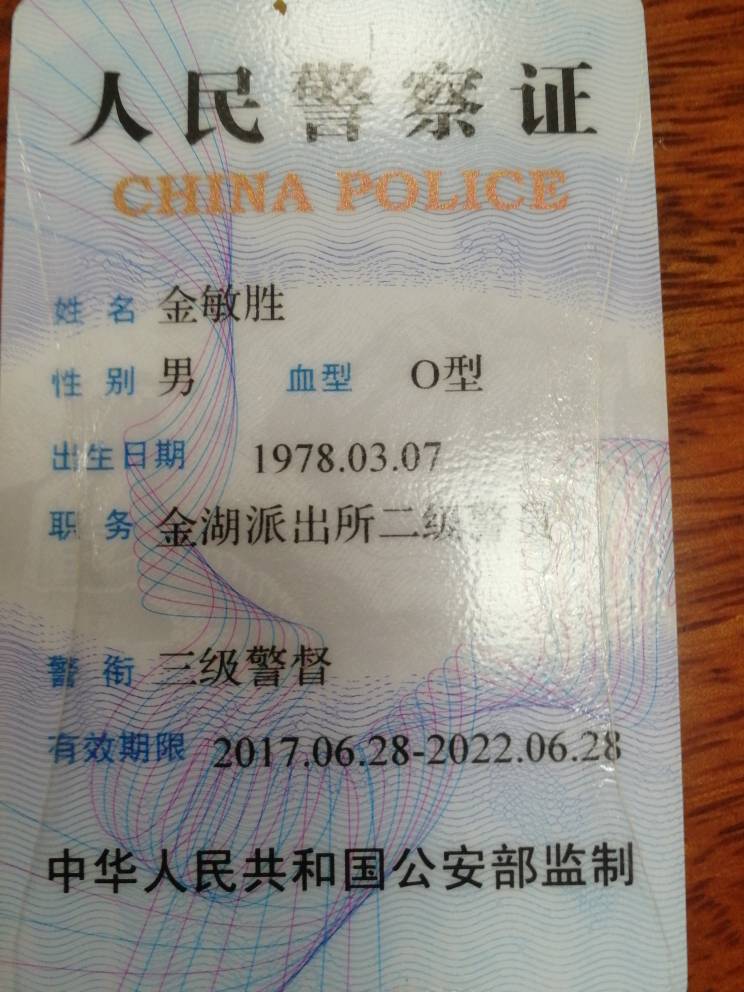 人民警察证
CHINA POLICE
姓名 金敏胜
性别 男 血型 O型
出生日期 1978.03.07
职务 金湖派出所二级警员
警衔 三级警督
有效期限 2017.06.28-2022.06.28
中华人民共和国公安部监制